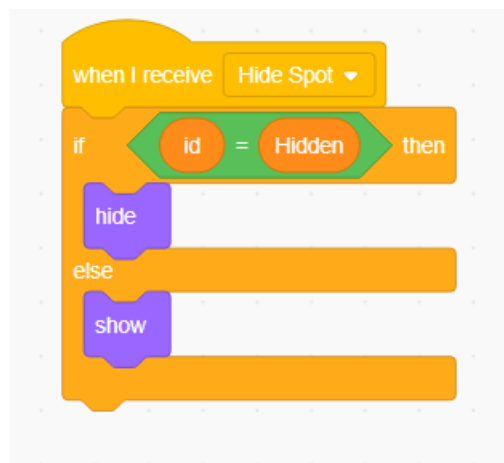 when I receive Hide Spot
if id = Hidden then
hide
else
show